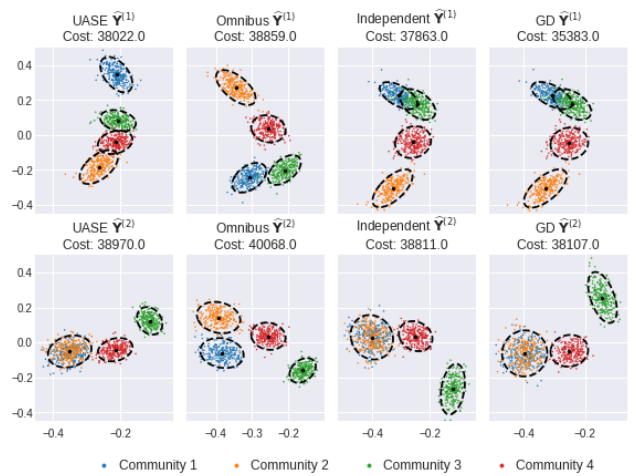 UASE Ŷ⁽¹⁾ Omnibus Ŷ⁽¹⁾ Independent Ŷ⁽¹⁾ GD Ŷ⁽¹⁾
Cost: 38022.0 Cost: 38859.0 Cost: 37863.0 Cost: 35383.0
0.4
0.2
0.0
−0.2
−0.4
UASE Ŷ⁽²⁾ Omnibus Ŷ⁽²⁾ Independent Ŷ⁽²⁾ GD Ŷ⁽²⁾
Cost: 38970.0 Cost: 40068.0 Cost: 38811.0 Cost: 38107.0
0.4
0.2
0.0
−0.2
−0.4
−0.4 −0.2 −0.4 −0.3 −0.2 −0.4 −0.2 −0.4 −0.2
Community 1 Community 2 Community 3 Community 4